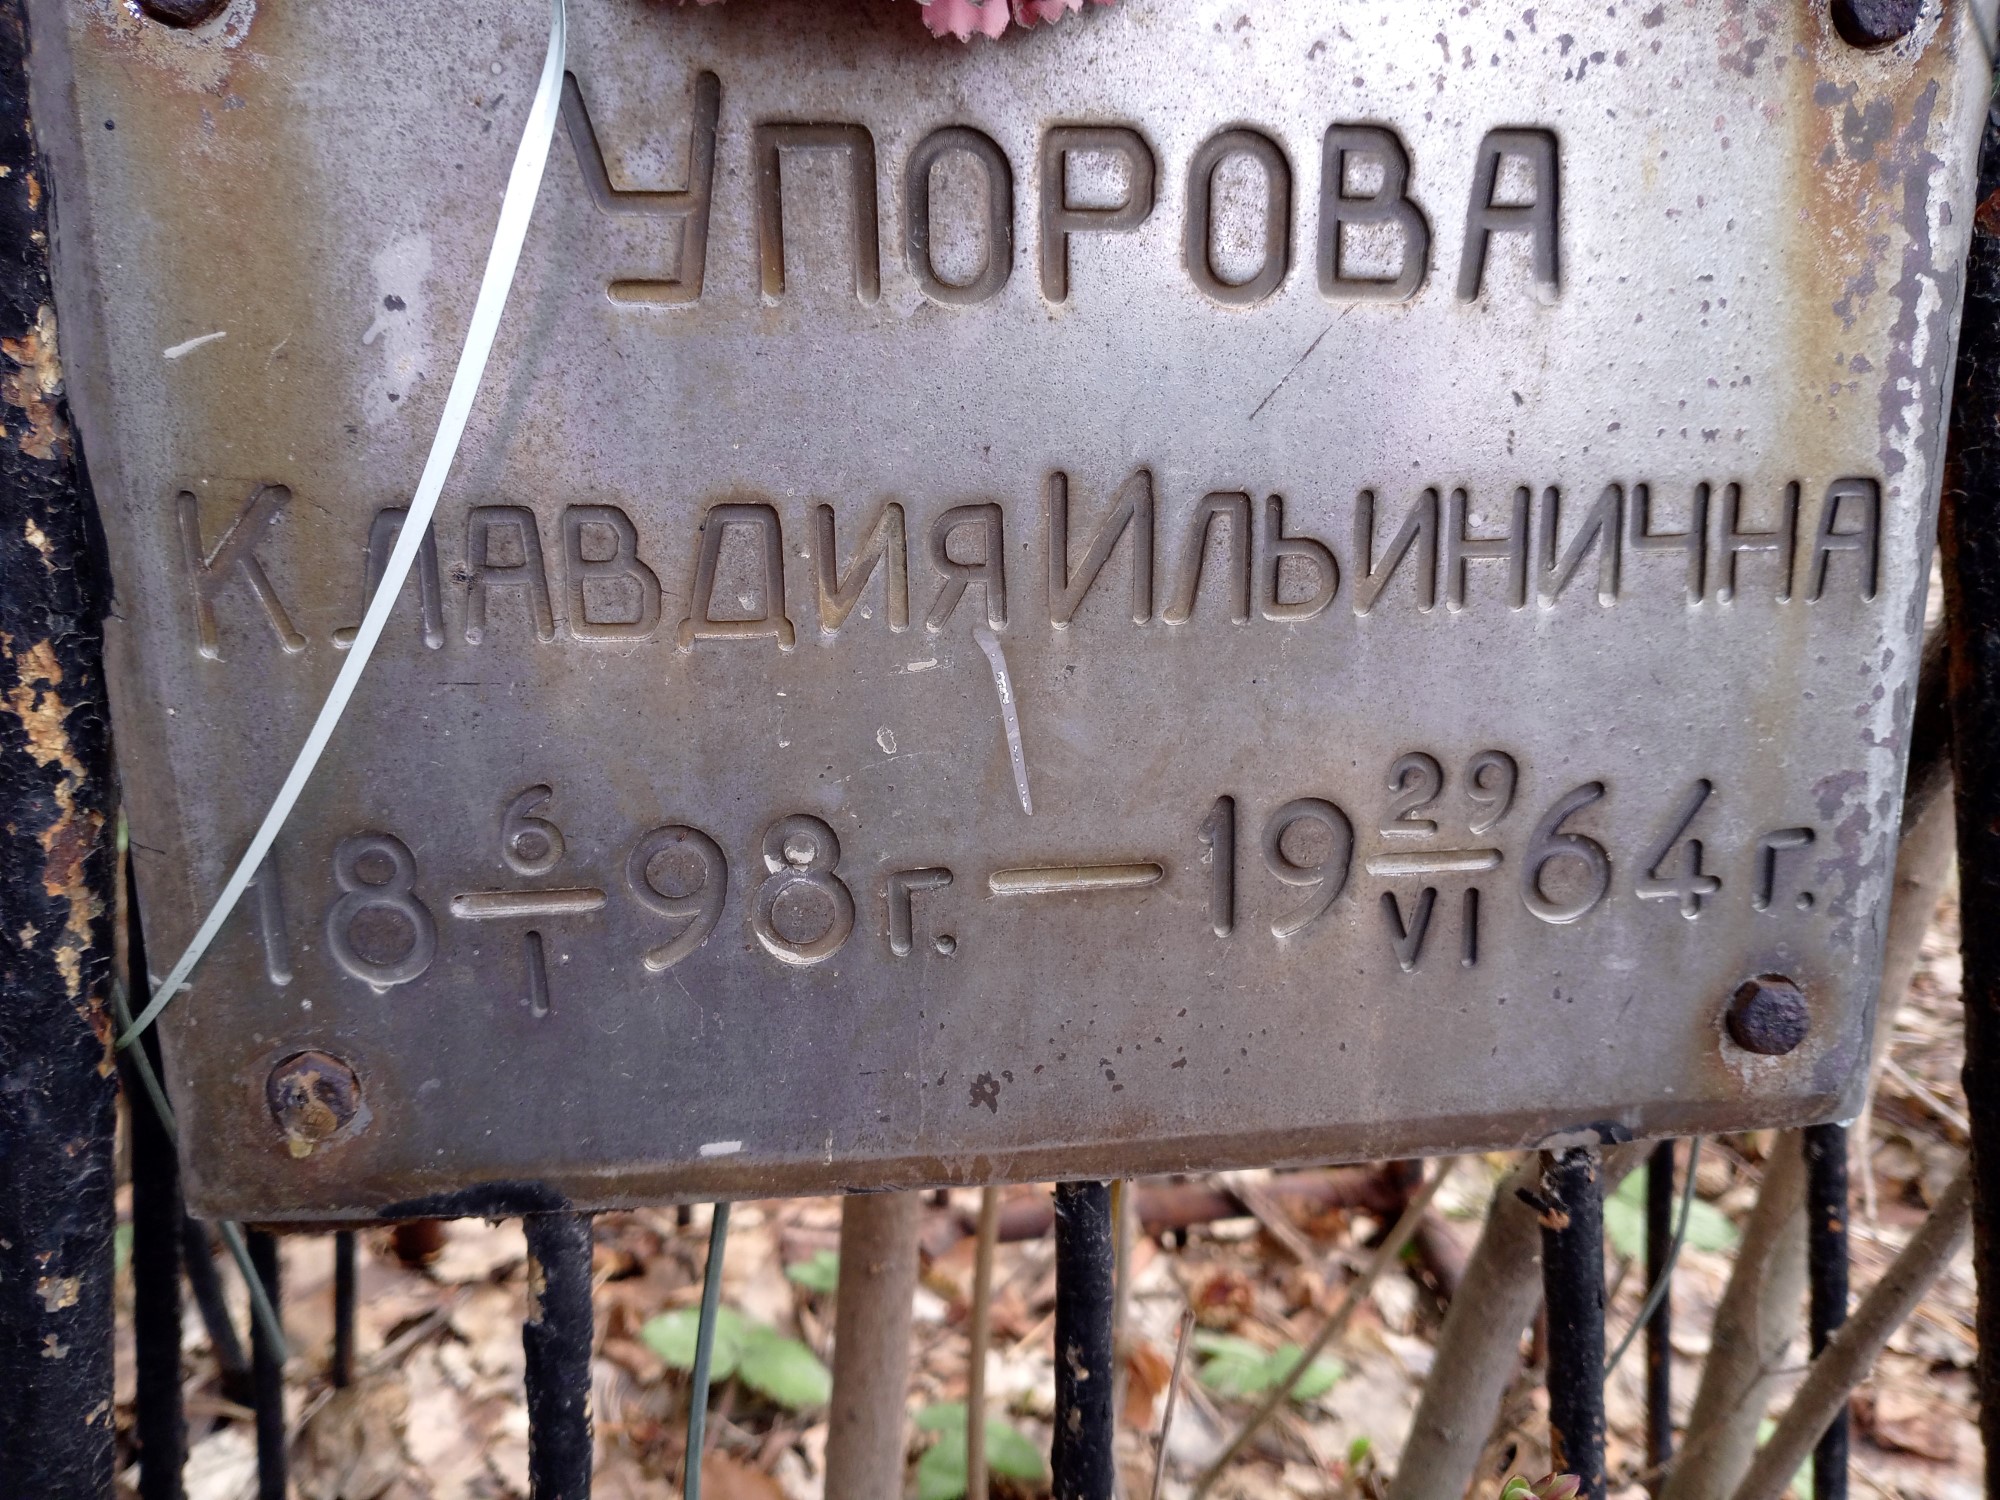 УПОРОВА
КЛАВДИЯ ИЛЬИНИЧНА
18 6/I 98 г. — 19 29/VI 64 г.